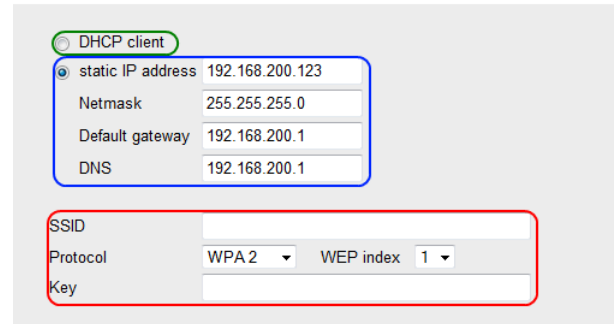 DHCP client
static IP address 192.168.200.123
Netmask 255.255.255.0
Default gateway 192.168.200.1
DNS 192.168.200.1
SSID
Protocol WPA 2 WEP index 1
Key